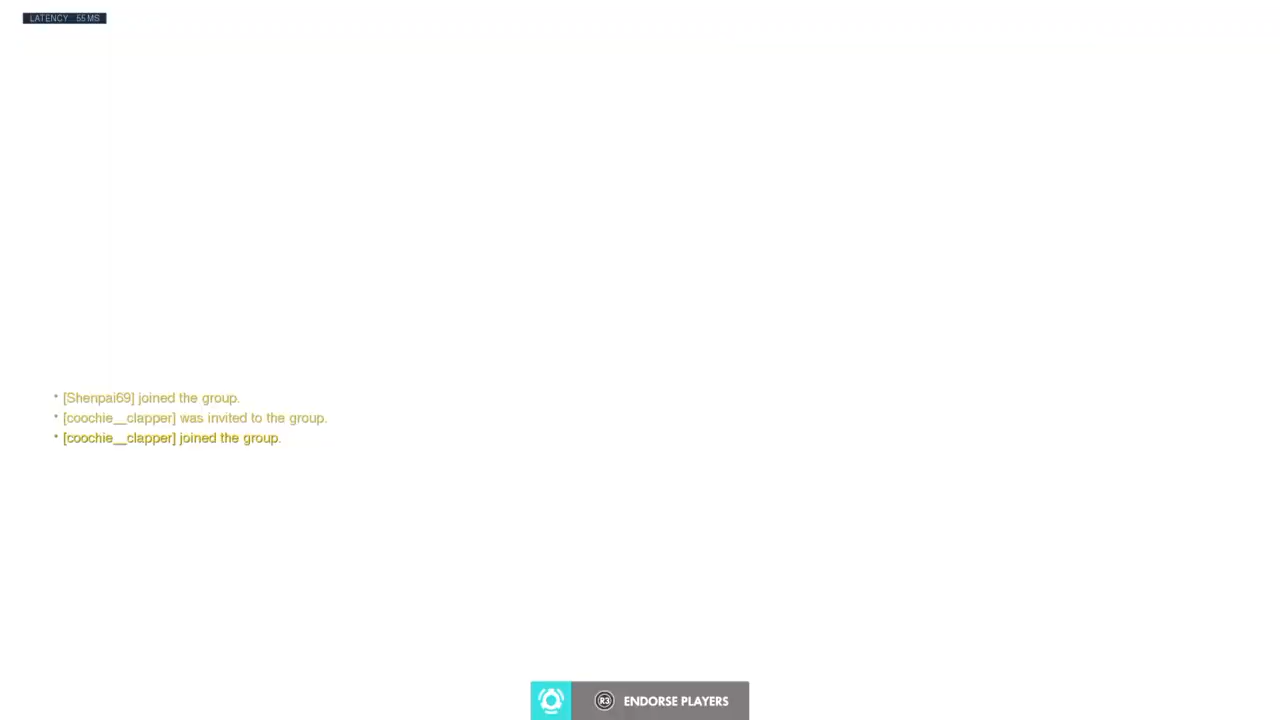 LATENCY: 55 MS
• [Shenpai69] joined the group.
• [coochie__clapper] was invited to the group.
• [coochie__clapper] joined the group.
R3 ENDORSE PLAYERS